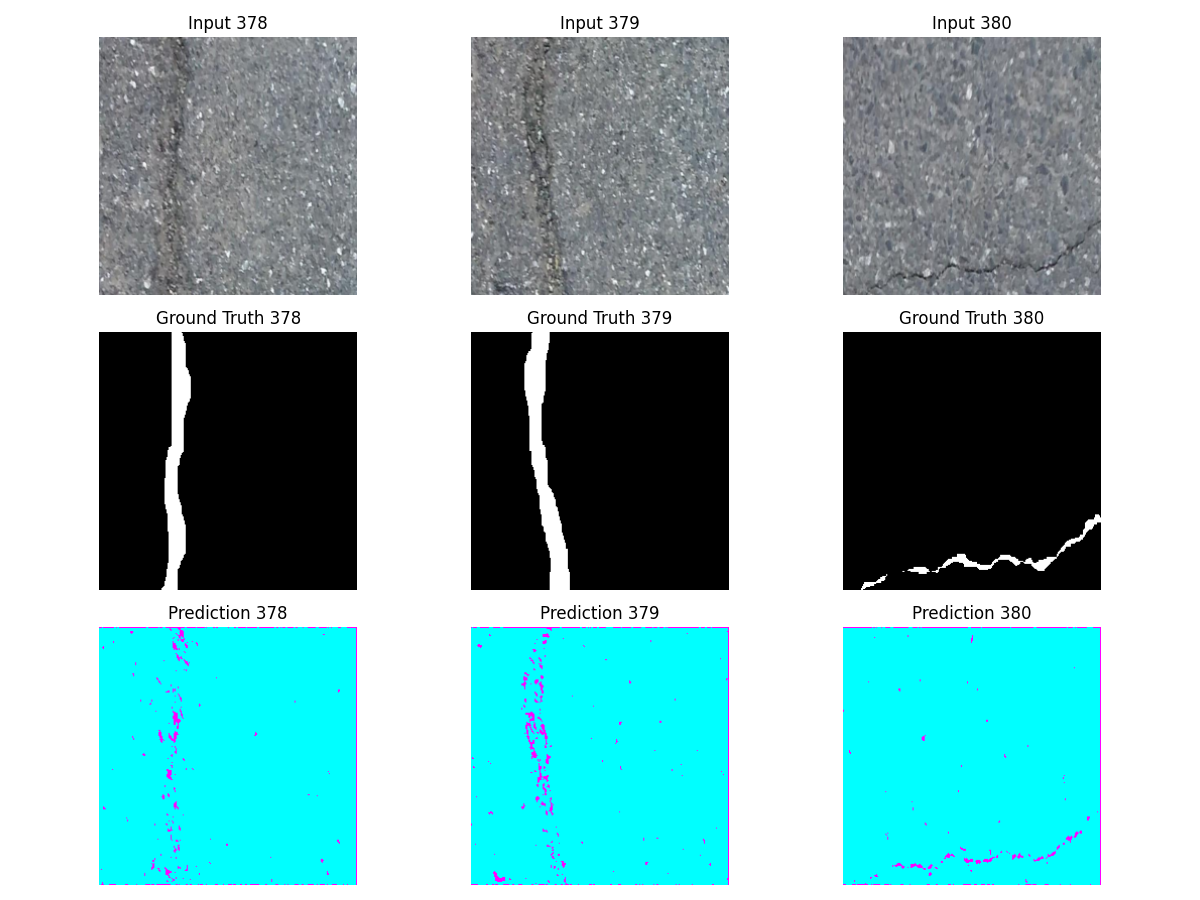 Input 378
Input 379
Input 380
Ground Truth 378
Ground Truth 379
Ground Truth 380
Prediction 378
Prediction 379
Prediction 380